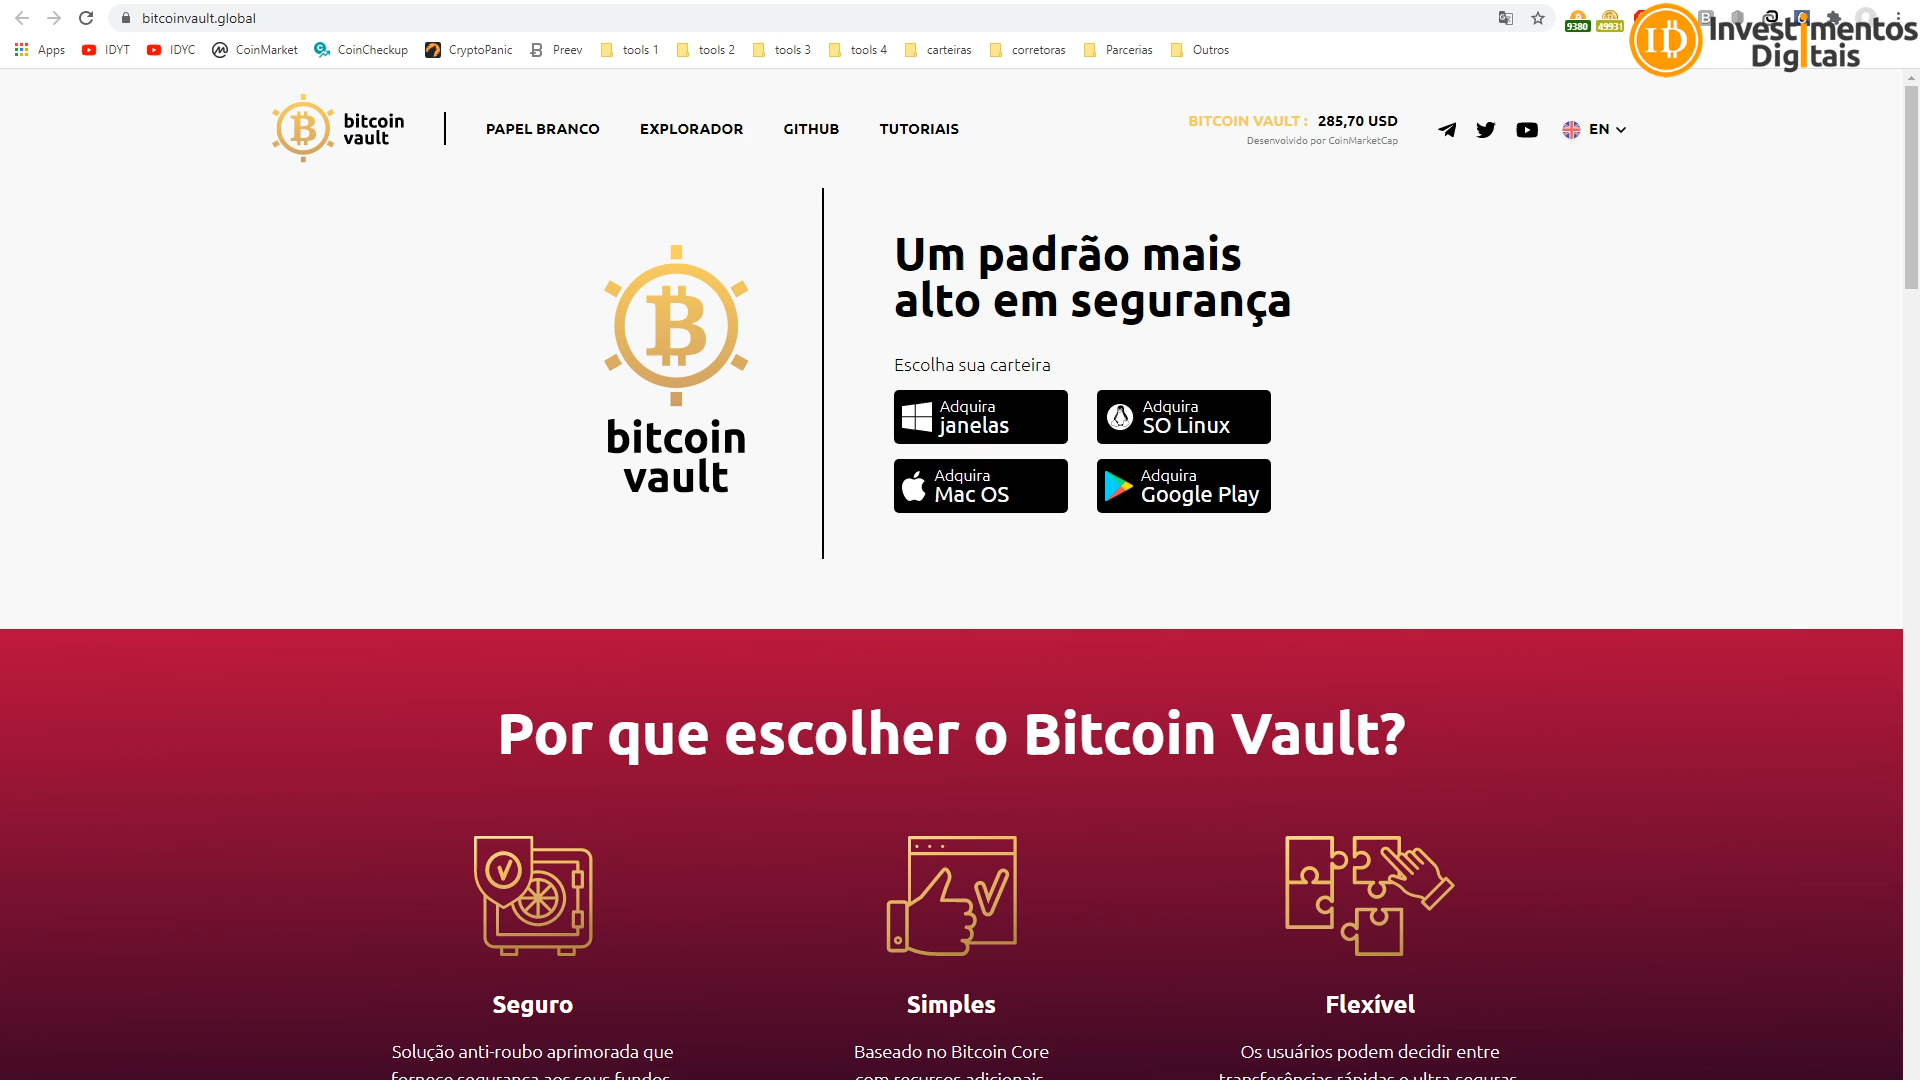 bitcoinvault.global
9380
49931
Investimentos
Digitais
ID
Apps
IDYT
IDYC
CoinMarket
CoinCheckup
CryptoPanic
Preev
tools 1
tools 2
tools 3
tools 4
carteiras
corretoras
Parcerias
Outros
bitcoin
vault
PAPEL BRANCO
EXPLORADOR
GITHUB
TUTORIAIS
BITCOIN VAULT : 285,70 USD
Desenvolvido por CoinMarketCap
EN
bitcoin
vault
Um padrão mais
alto em segurança
Escolha sua carteira
Adquira
janelas
Adquira
SO Linux
Adquira
Mac OS
Adquira
Google Play
Por que escolher o Bitcoin Vault?
Seguro
Simples
Flexível
Solução anti-roubo aprimorada que
Baseado no Bitcoin Core
Os usuários podem decidir entre
fornece segurança aos seus fundos
com recursos adicionais
transferências rápidas e ultra seguras